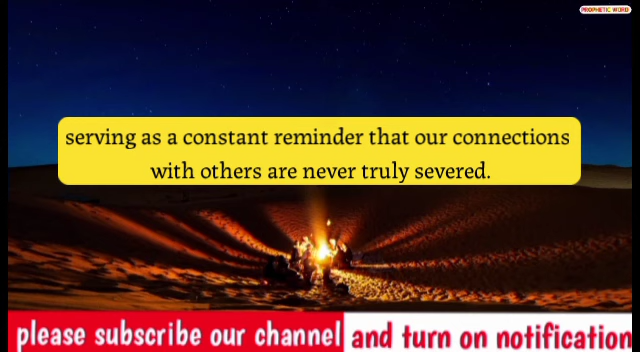 PROPHETIC WORD
serving as a constant reminder that our connections
with others are never truly severed.
please subscribe our channel and turn on notification